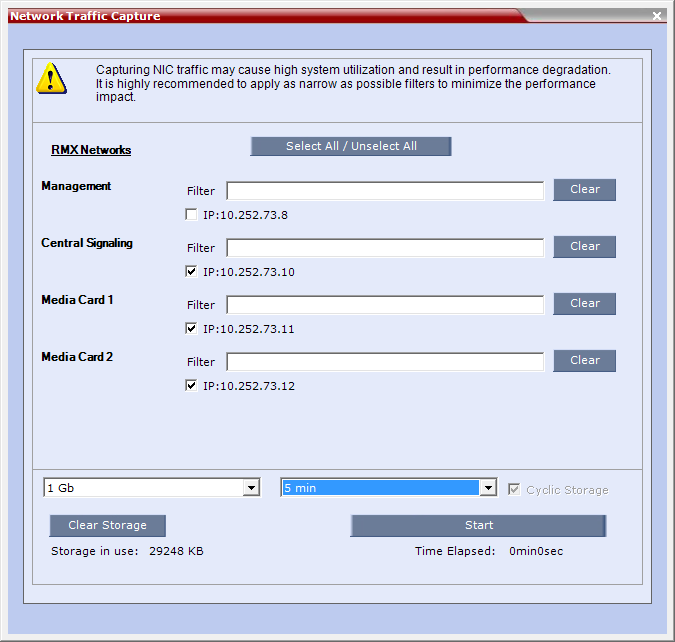 Network Traffic Capture
Capturing NIC traffic may cause high system utilization and result in performance degradation.
It is highly recommended to apply as narrow as possible filters to minimize the performance
impact.
RMX Networks
Select All / Unselect All
Management
Filter
Clear
IP:10.252.73.8
Central Signaling
Filter
Clear
IP:10.252.73.10
Media Card 1
Filter
Clear
IP:10.252.73.11
Media Card 2
Filter
Clear
IP:10.252.73.12
1 Gb
5 min
Cyclic Storage
Clear Storage
Start
Storage in use: 29248 KB
Time Elapsed: 0min0sec